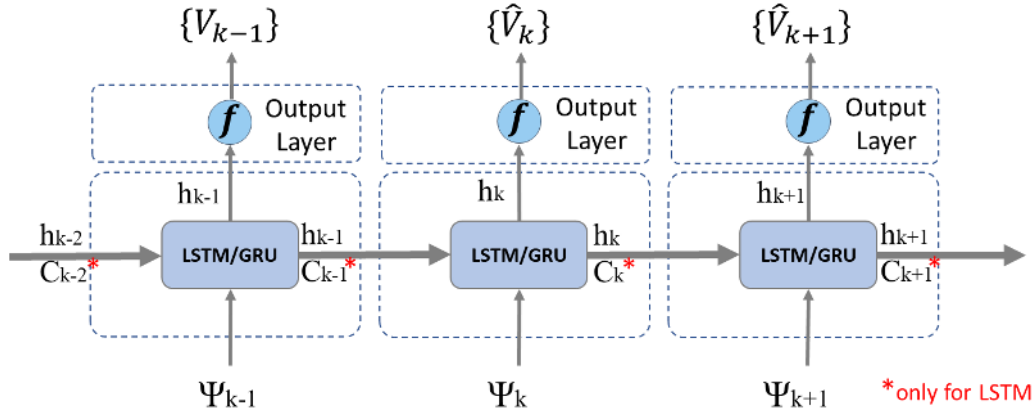 {V_{k-1}} {V̂_k} {V̂_{k+1}}
f Output Layer f Output Layer f Output Layer
h_{k-1} h_k h_{k+1}
h_{k-2} LSTM/GRU h_{k-1} LSTM/GRU h_k LSTM/GRU h_{k+1}
C_{k-2}* C_{k-1}* C_k* C_{k+1}*
Ψ_{k-1} Ψ_k Ψ_{k+1}
*only for LSTM